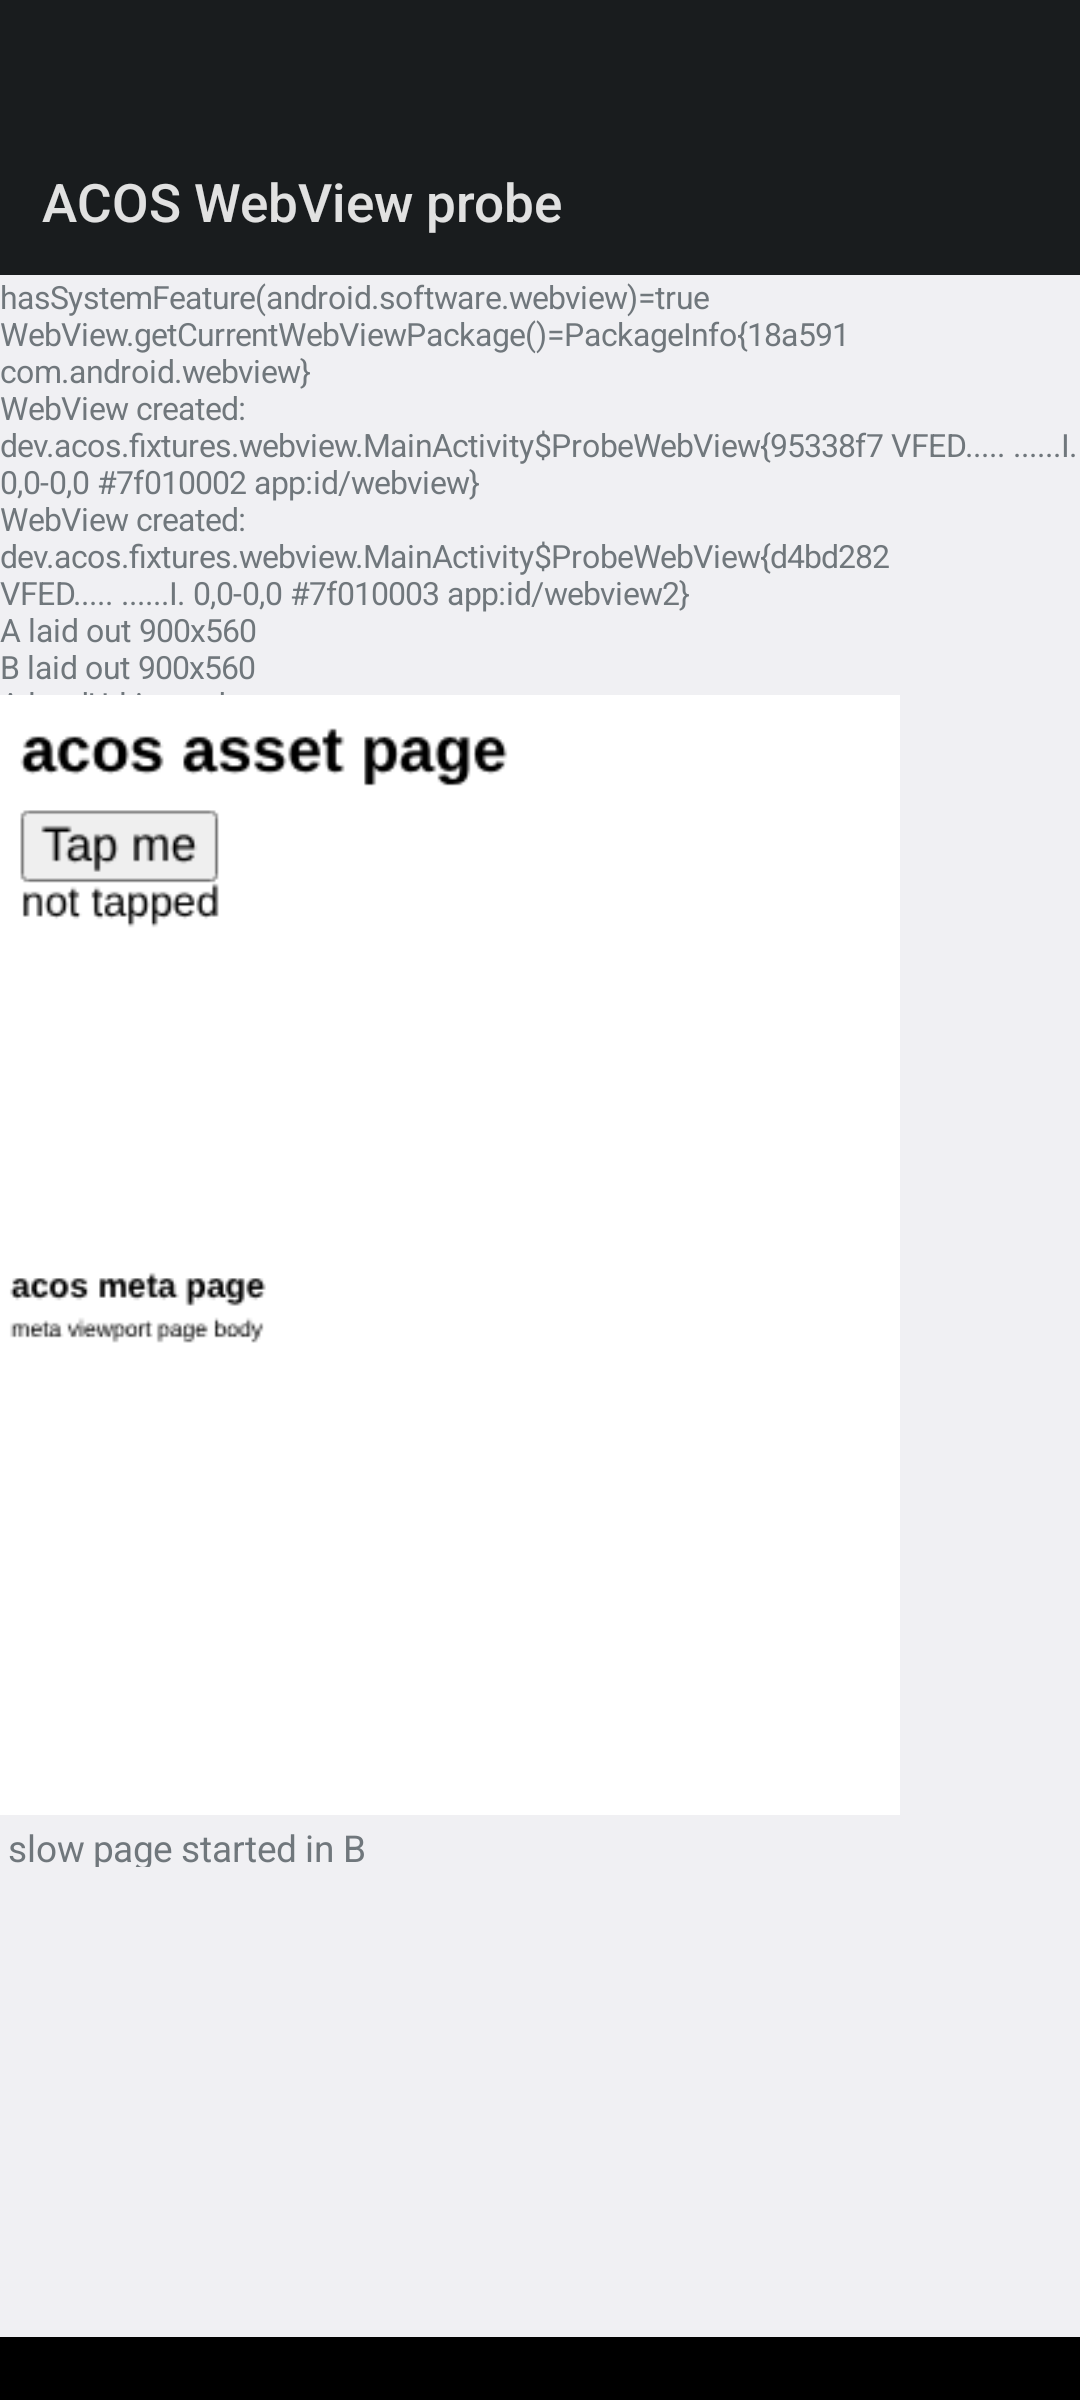 ACOS WebView probe
hasSystemFeature(android.software.webview)=true
WebView.getCurrentWebViewPackage()=PackageInfo{18a591
com.android.webview}
WebView created:
dev.acos.fixtures.webview.MainActivity$ProbeWebView{95338f7 VFED..... ......I.
0,0-0,0 #7f010002 app:id/webview}
WebView created:
dev.acos.fixtures.webview.MainActivity$ProbeWebView{d4bd282
VFED..... ......I. 0,0-0,0 #7f010003 app:id/webview2}
A laid out 900x560
B laid out 900x560
acos asset page
Tap me
not tapped
acos meta page
meta viewport page body
slow page started in B